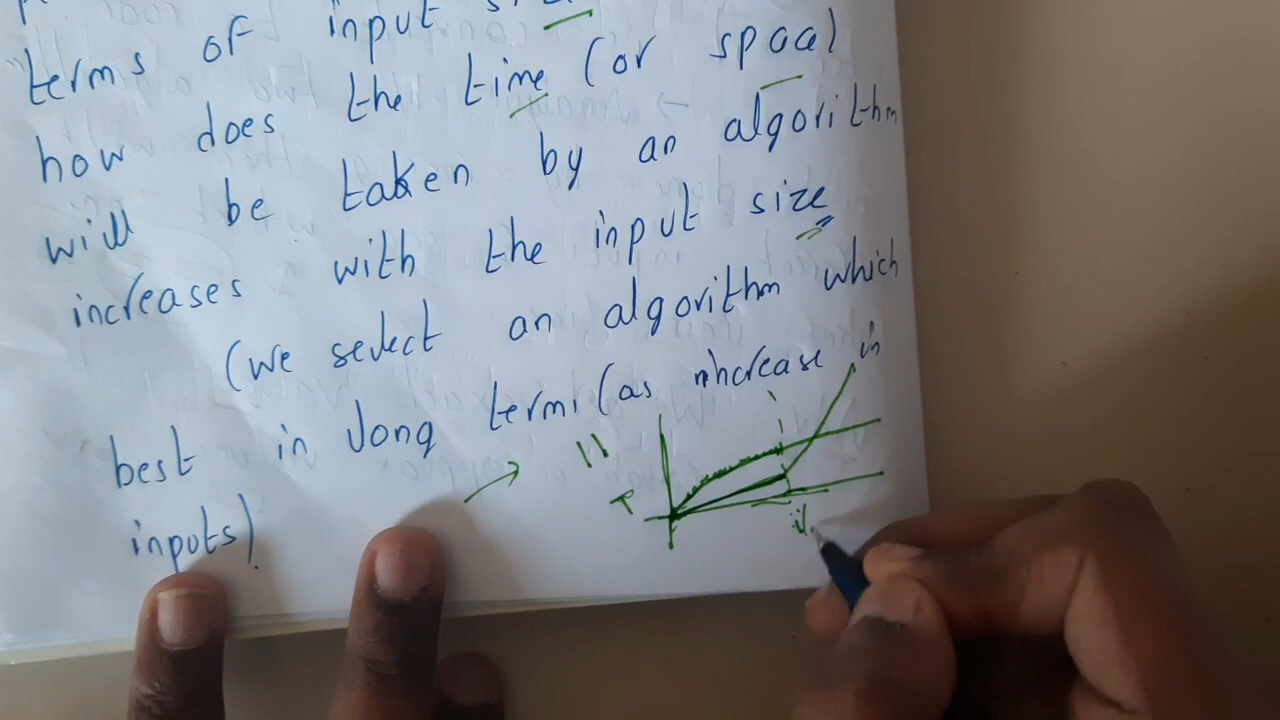 terms of input
how does the time (or space)
will be taken by an algorithm
increases with the input size
(we select an algorithm which
best in long term (as increase in
inputs).
T